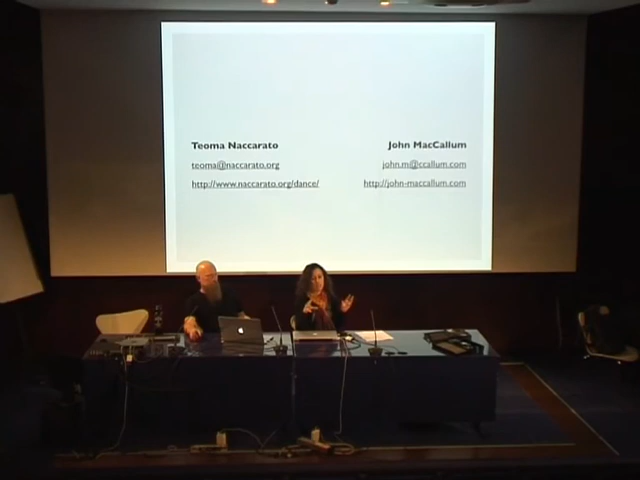 Teoma Naccarato
teoma@naccarato.org
http://www.naccarato.org/dance/
John MacCallum
john.m@ccallum.com
http://john-maccallum.com